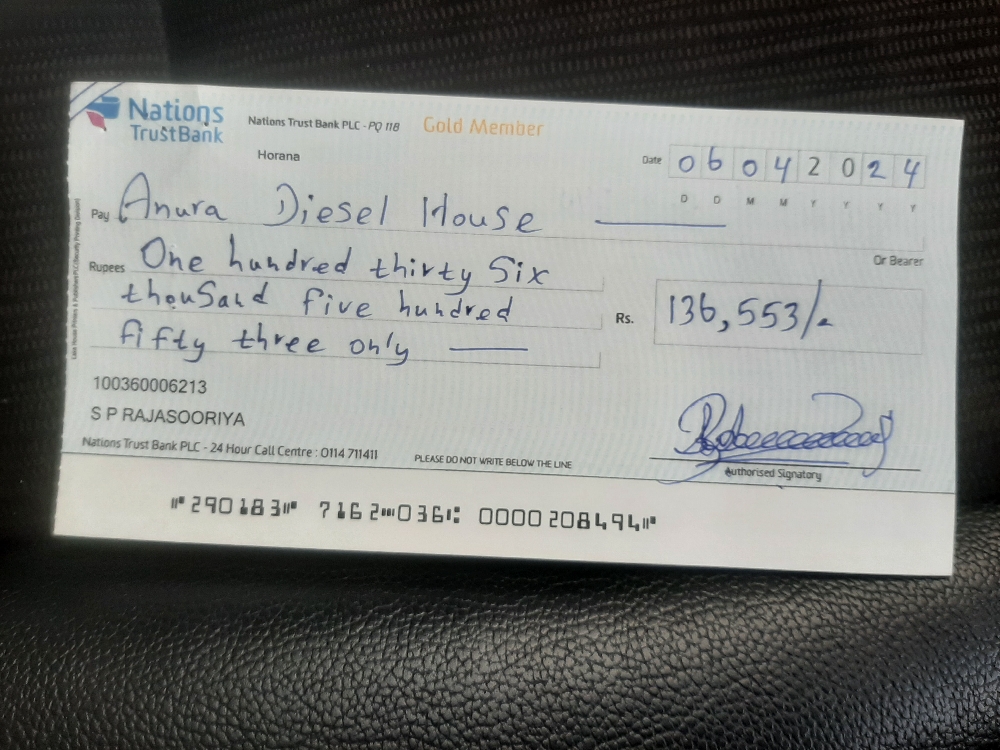 Nations
TrustBank
Nations Trust Bank PLC - PQ 118
Gold Member
Horana
Date 06042024
D D M M Y Y Y Y
Pay Anura Diesel House
Or Bearer
Rupees One hundred thirty Six
thouSand five hundred
fifty three only
Rs. 136,553/-
100360006213
S P RAJASOORIYA
Nations Trust Bank PLC - 24 Hour Call Centre : 0114 711411
PLEASE DO NOT WRITE BELOW THE LINE
Authorised Signatory
⑈290183⑈ 7162⑉036⑆ 0000208494⑈